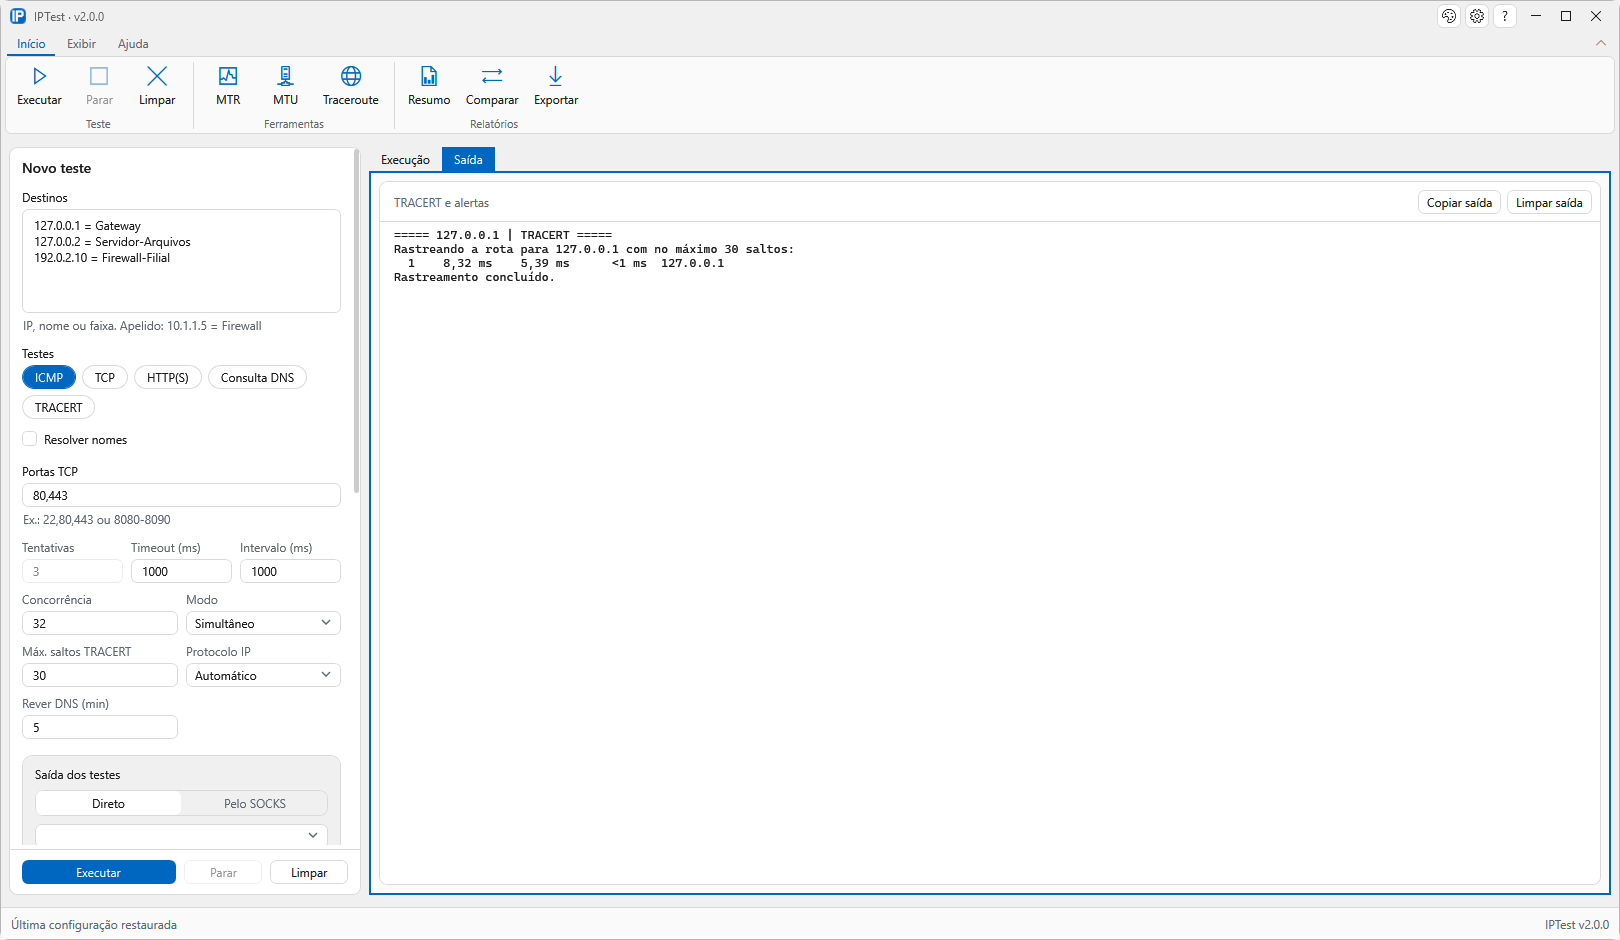 IPTest · v2.0.0
?
Início Exibir Ajuda
Executar Parar Limpar MTR MTU Traceroute Resumo Comparar Exportar
Teste Ferramentas Relatórios
Novo teste
Destinos
127.0.0.1 = Gateway
127.0.0.2 = Servidor-Arquivos
192.0.2.10 = Firewall-Filial
IP, nome ou faixa. Apelido: 10.1.1.5 = Firewall
Testes
ICMP TCP HTTP(S) Consulta DNS
TRACERT
Resolver nomes
Portas TCP
80,443
Ex.: 22,80,443 ou 8080-8090
Tentativas Timeout (ms) Intervalo (ms)
3 1000 1000
Concorrência Modo
32 Simultâneo
Máx. saltos TRACERT Protocolo IP
30 Automático
Rever DNS (min)
5
Saída dos testes
Direto Pelo SOCKS
Executar Parar Limpar
Execução Saída
TRACERT e alertas Copiar saída Limpar saída
===== 127.0.0.1 | TRACERT =====
Rastreando a rota para 127.0.0.1 com no máximo 30 saltos:
1 8,32 ms 5,39 ms <1 ms 127.0.0.1
Rastreamento concluído.
Última configuração restaurada IPTest v2.0.0